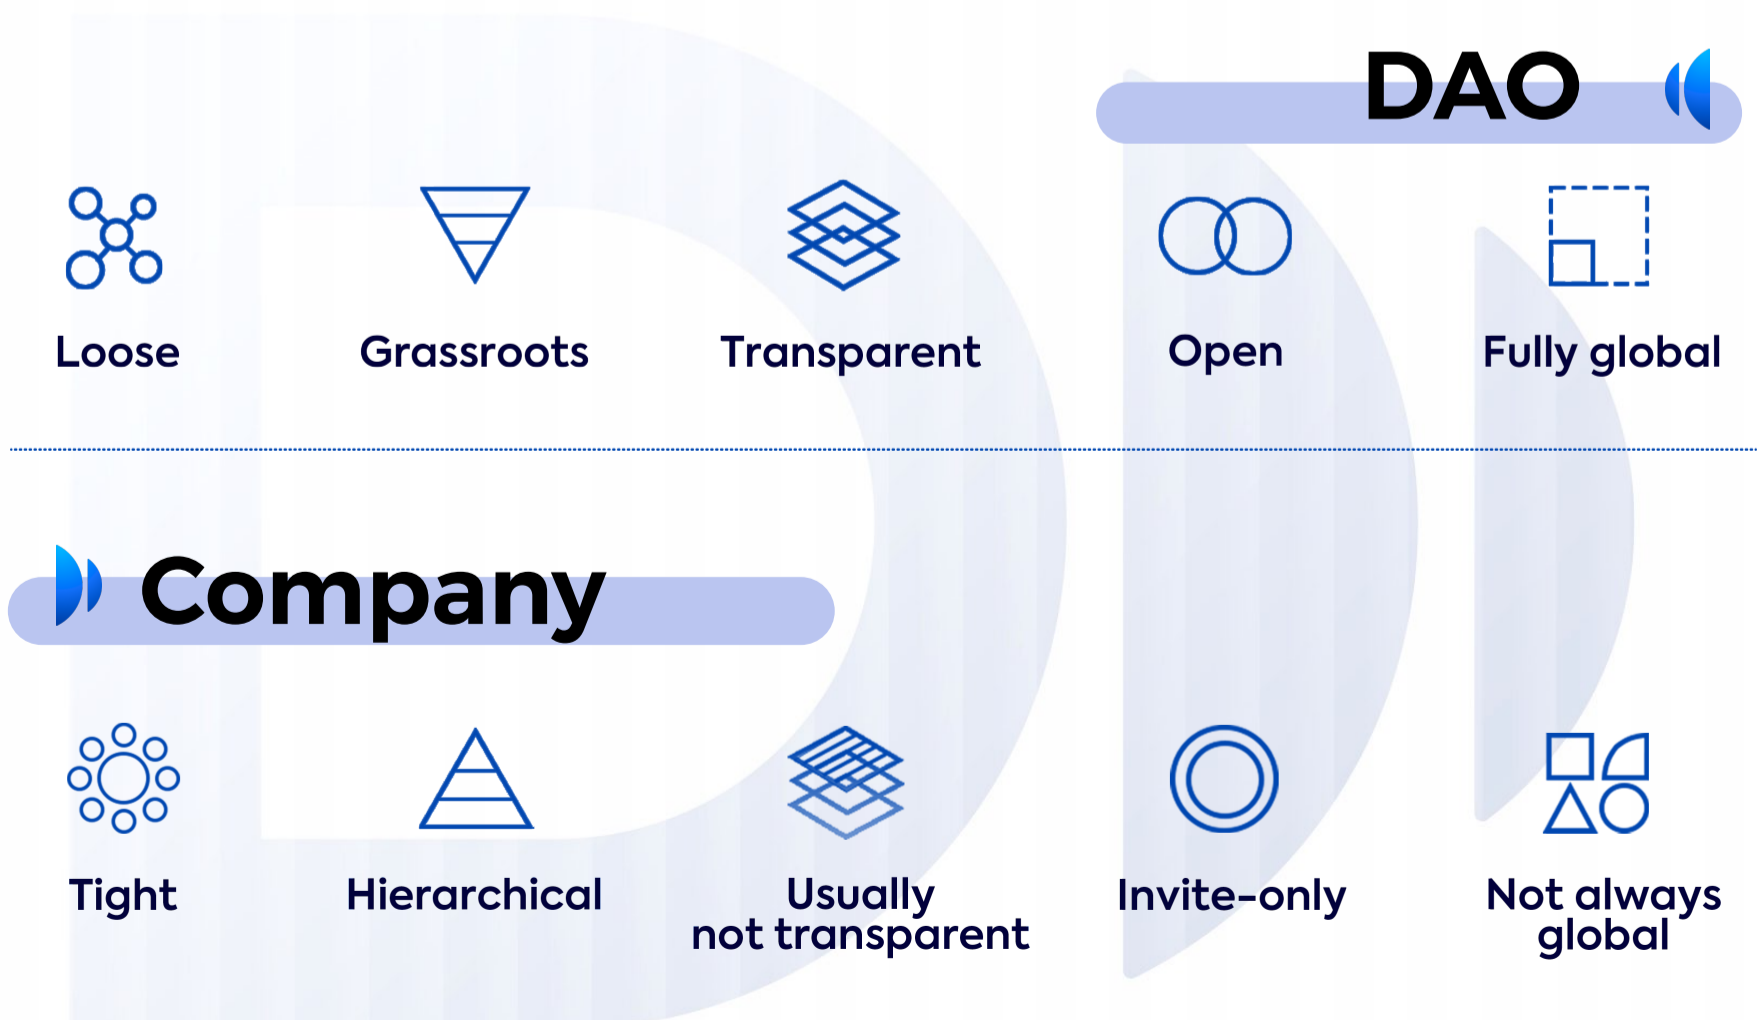 DAO
Loose
Grassroots
Transparent
Open
Fully global
Company
Tight
Hierarchical
Usually
not transparent
Invite-only
Not always
global